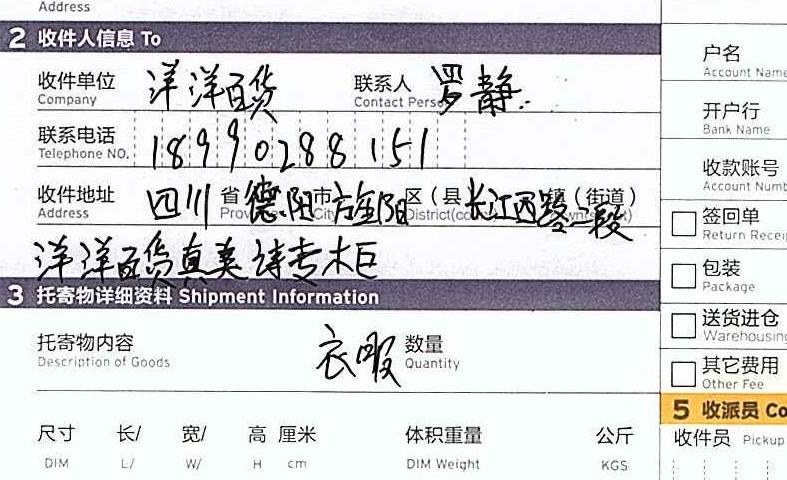 Address
2 收件人信息 To
收件单位 洋洋百货 联系人 罗静 户名
Company Contact Person Account Name
联系电话 18990288151 开户行
Telephone NO. Bank Name
收件地址 四川 省 德阳 市 旌阳 区(县) 长江西路二段 镇(街道) 收款账号
Address Province City District(county) Town(street) Account Numb
洋洋百货真美诗专木巨 签回单
Return Receip
包装
Package
3 托寄物详细资料 Shipment Information
送货进仓
Warehousing
托寄物内容 衣 数量
Description of Goods Quantity
其它费用
Other Fee
5 收派员 Co
尺寸 长/ 宽/ 高 厘米 体积重量 公斤 收件员 Pickup
DIM L/ W/ H cm DIM Weight KGS